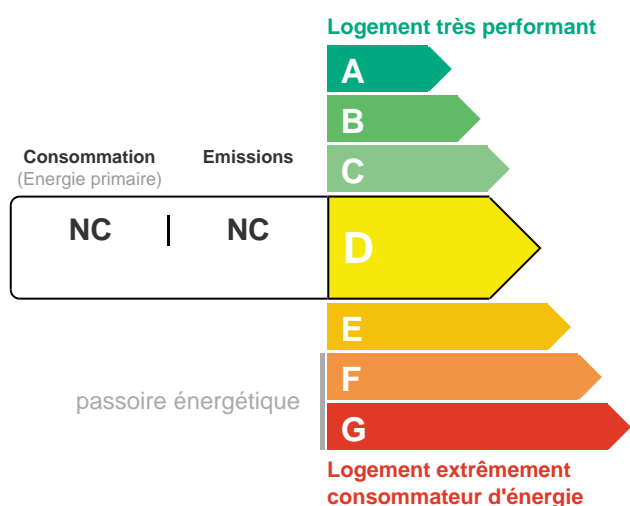 Logement très performant
A
B
Consommation
(Energie primaire)
Emissions
C
NC
NC
D
E
passoire énergétique
F
G
Logement extrêmement
consommateur d'énergie